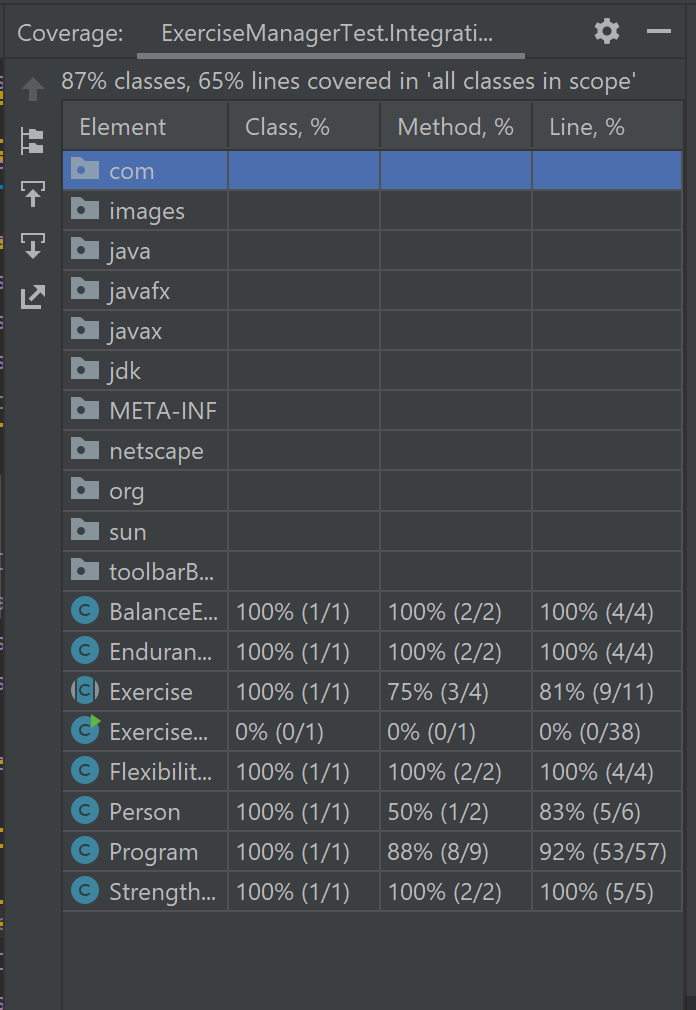 Coverage: ExerciseManagerTest.Integrati...
87% classes, 65% lines covered in 'all classes in scope'
Element Class, % Method, % Line, %
com
images
java
javafx
javax
jdk
META-INF
netscape
org
sun
toolbarB...
BalanceE... 100% (1/1) 100% (2/2) 100% (4/4)
Enduran... 100% (1/1) 100% (2/2) 100% (4/4)
Exercise 100% (1/1) 75% (3/4) 81% (9/11)
Exercise... 0% (0/1) 0% (0/1) 0% (0/38)
Flexibilit... 100% (1/1) 100% (2/2) 100% (4/4)
Person 100% (1/1) 50% (1/2) 83% (5/6)
Program 100% (1/1) 88% (8/9) 92% (53/57)
Strength... 100% (1/1) 100% (2/2) 100% (5/5)